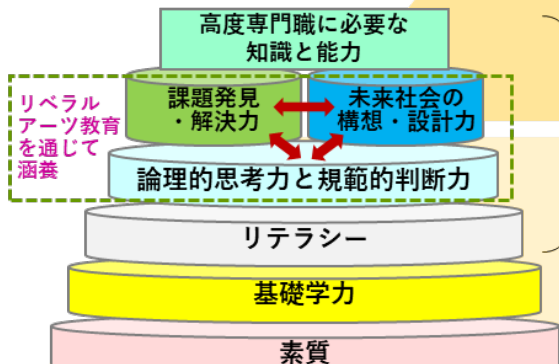 高度専門職に必要な
知識と能力
リベラル
アーツ教育
を通じて
涵養
課題発見
・解決力
未来社会の
構想・設計力
論理的思考力と規範的判断力
リテラシー
基礎学力
素質